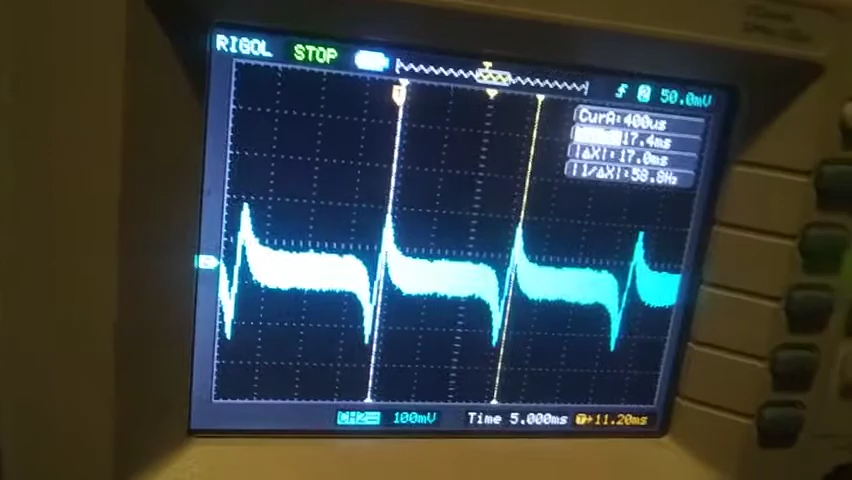 RIGOL STOP 2 50.0mV
CurA: 400us
17.4ms
|ΔX|: 17.0ms
|1/ΔX|: 58.8Hz
CH2 100mV Time 5.000ms T→11.20ms